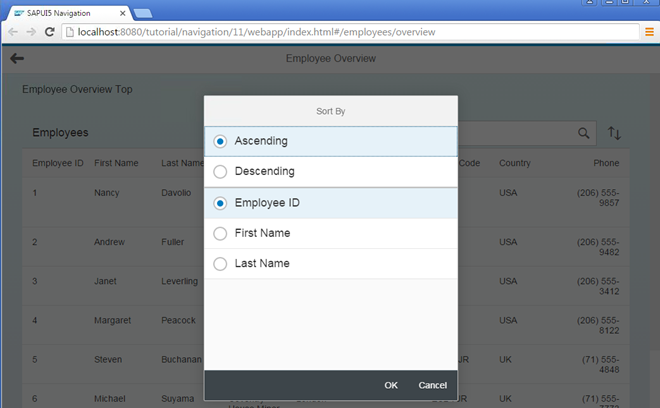 SAPUI5 Navigation
localhost:8080/tutorial/navigation/11/webapp/index.html#/employees/overview
Employee Overview
Employee Overview Top
Sort By
Employees
Ascending
Employee ID First Name Last Name Code Country Phone
Descending
1 Nancy Davolio USA (206) 555-
9857
Employee ID
First Name
2 Andrew Fuller USA (206) 555-
9482
Last Name
3 Janet Leverling USA (206) 555-
3412
4 Margaret Peacock USA (206) 555-
8122
5 Steven Buchanan JR UK (71) 555-
4848
OK Cancel
6 Michael Suyama UK (71) 555-